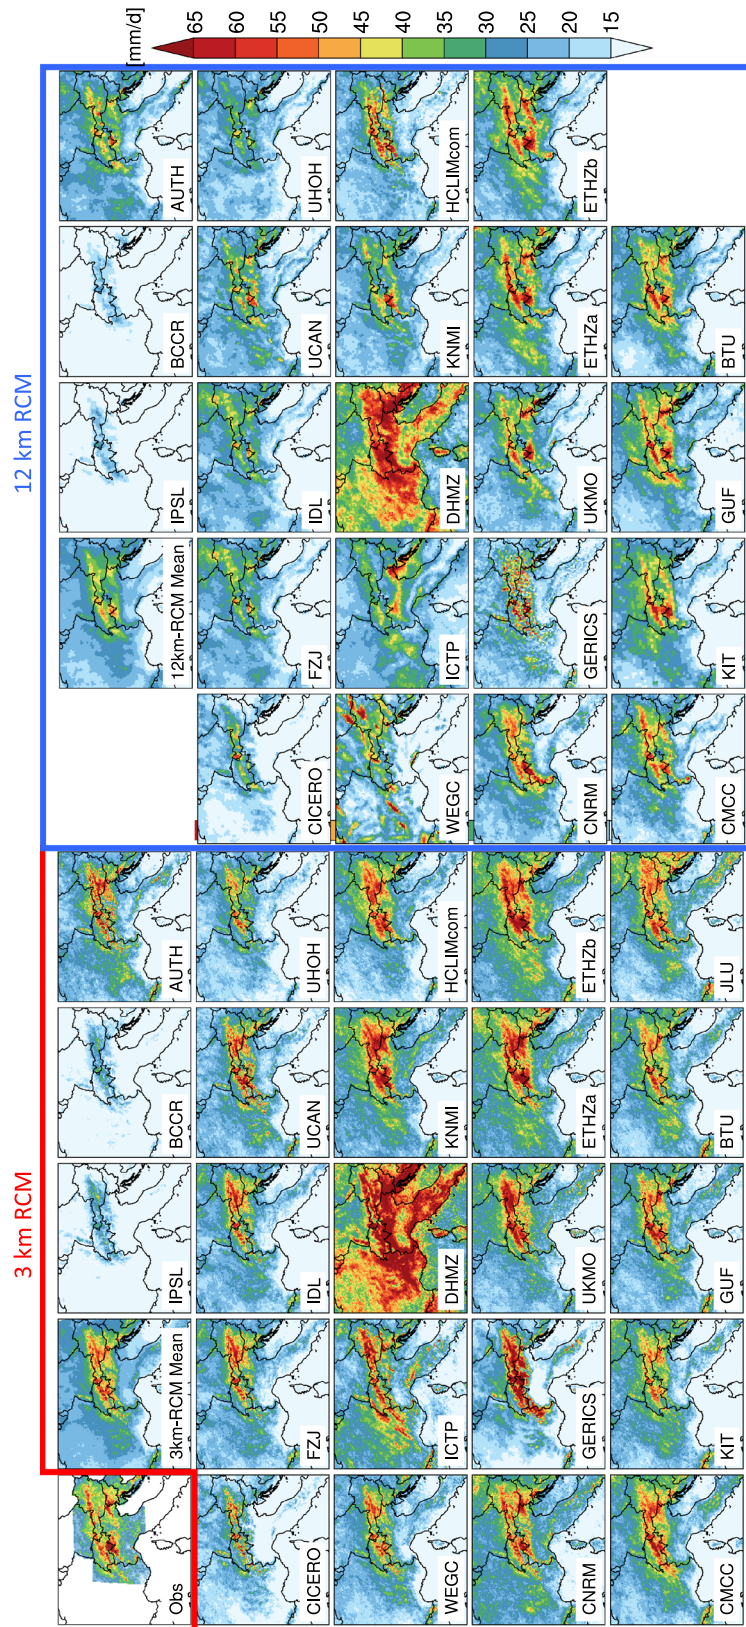 3 km RCM
12 km RCM
Obs
3km-RCM Mean
IPSL
BCCR
AUTH
12km-RCM Mean
IPSL
BCCR
AUTH
[mm/d]
CICERO
FZJ
IDL
UCAN
UHOH
CICERO
FZJ
IDL
UCAN
UHOH
WEGC
ICTP
DHMZ
KNMI
HCLIMcom
WEGC
ICTP
DHMZ
KNMI
HCLIMcom
CNRM
GERICS
UKMO
ETHZa
ETHZb
CNRM
GERICS
UKMO
ETHZa
ETHZb
CMCC
KIT
GUF
BTU
JLU
CMCC
KIT
GUF
BTU
65
60
55
50
45
40
35
30
25
20
15